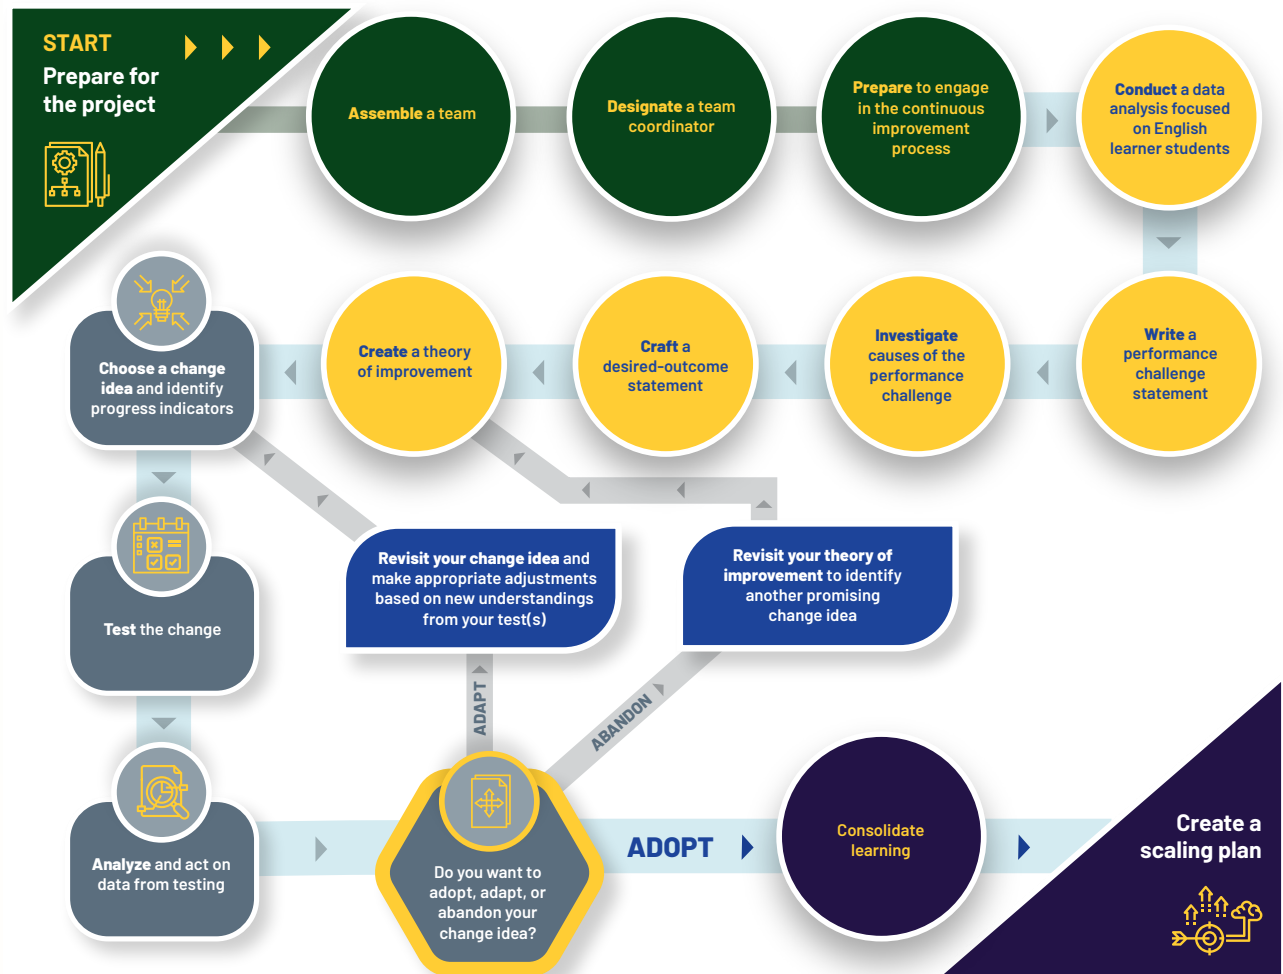 START
Prepare for
the project
Assemble a team
Designate a team
coordinator
Prepare to engage
in the continuous
improvement
process
Conduct a data
analysis focused
on English
learner students
Write a
performance
challenge
statement
Investigate
causes of the
performance
challenge
Craft a
desired-outcome
statement
Create a theory
of improvement
Choose a change
idea and identify
progress indicators
Test the change
Analyze and act on
data from testing
Do you want to
adopt, adapt, or
abandon your
change idea?
ADAPT
Revisit your change idea and
make appropriate adjustments
based on new understandings
from your test(s)
ABANDON
Revisit your theory of
improvement to identify
another promising
change idea
ADOPT
Consolidate
learning
Create a
scaling plan